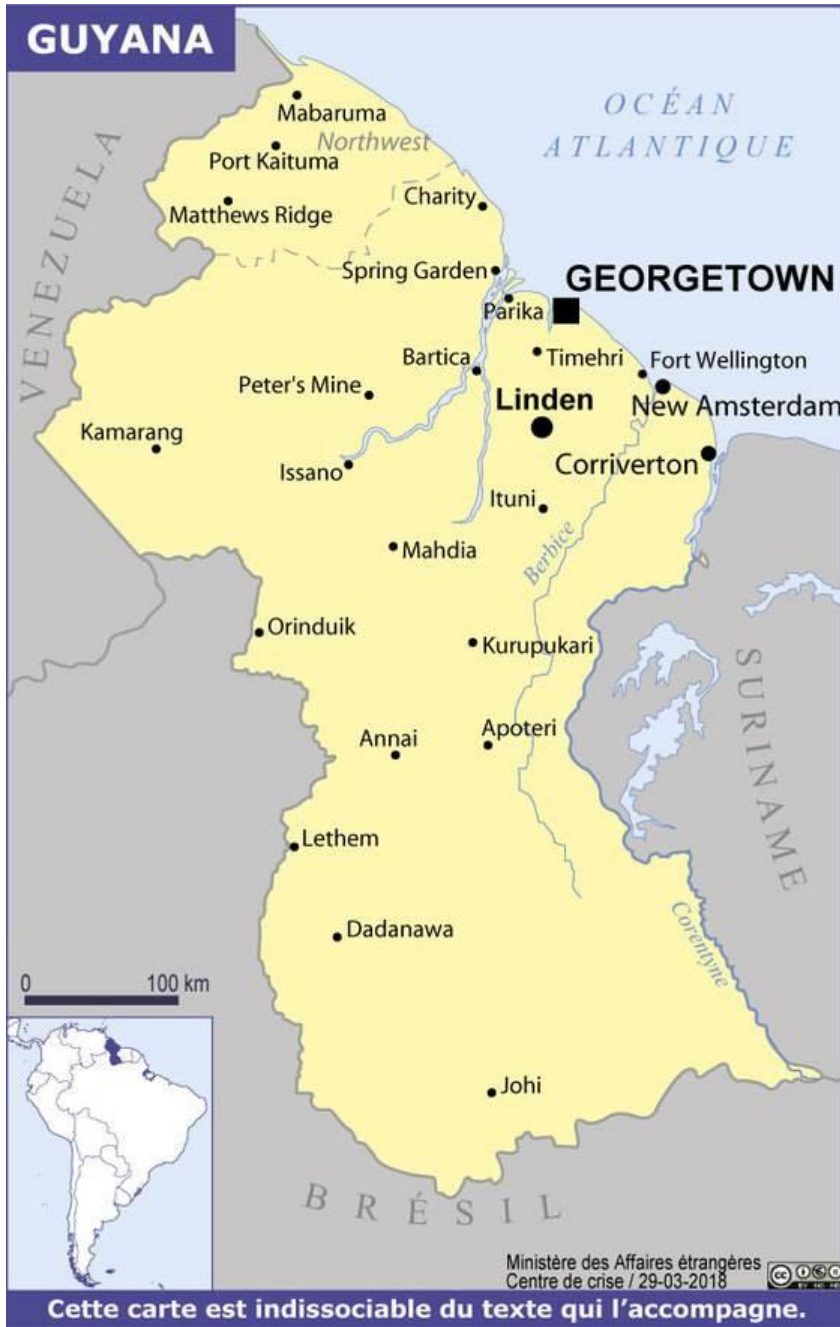 GUYANA
OCÉAN
ATLANTIQUE
VENEZUELA
Mabaruma
Northwest
Port Kaituma
Matthews Ridge
Charity
Spring Garden
GEORGETOWN
Parika
Bartica
Timehri
Fort Wellington
Peter's Mine
Linden
New Amsterdam
Kamarang
Issano
Corriverton
Ituni
Mahdia
Berbice
Orinduik
Kurupukari
SURINAME
Annai
Apoteri
Lethem
Dadanawa
Corentyne
0 100 km
Johi
BRÉSIL
Ministère des Affaires étrangères
Centre de crise / 29-03-2018
cc
Cette carte est indissociable du texte qui l'accompagne.